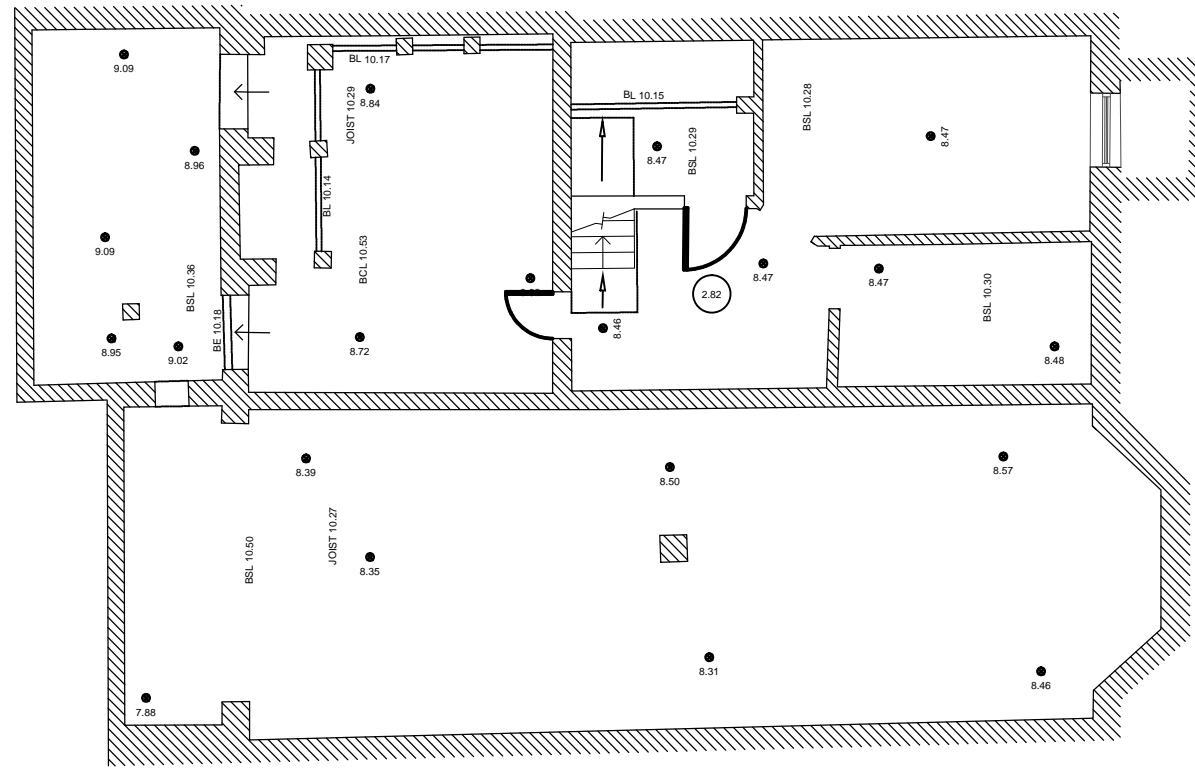 BL 10.17
9.09
JOIST 10.29
8.84
BL 10.15
BSL 10.28
8.47
8.47
BSL 10.29
8.96
BL 10.14
9.09
BSL 10.36
BCL 10.53
8.47
8.47
2.82
BSL 10.30
BE 10.18
8.46
8.95
9.02
8.72
8.48
8.39
8.50
8.57
JOIST 10.27
BSL 10.50
8.35
8.31
8.46
7.88